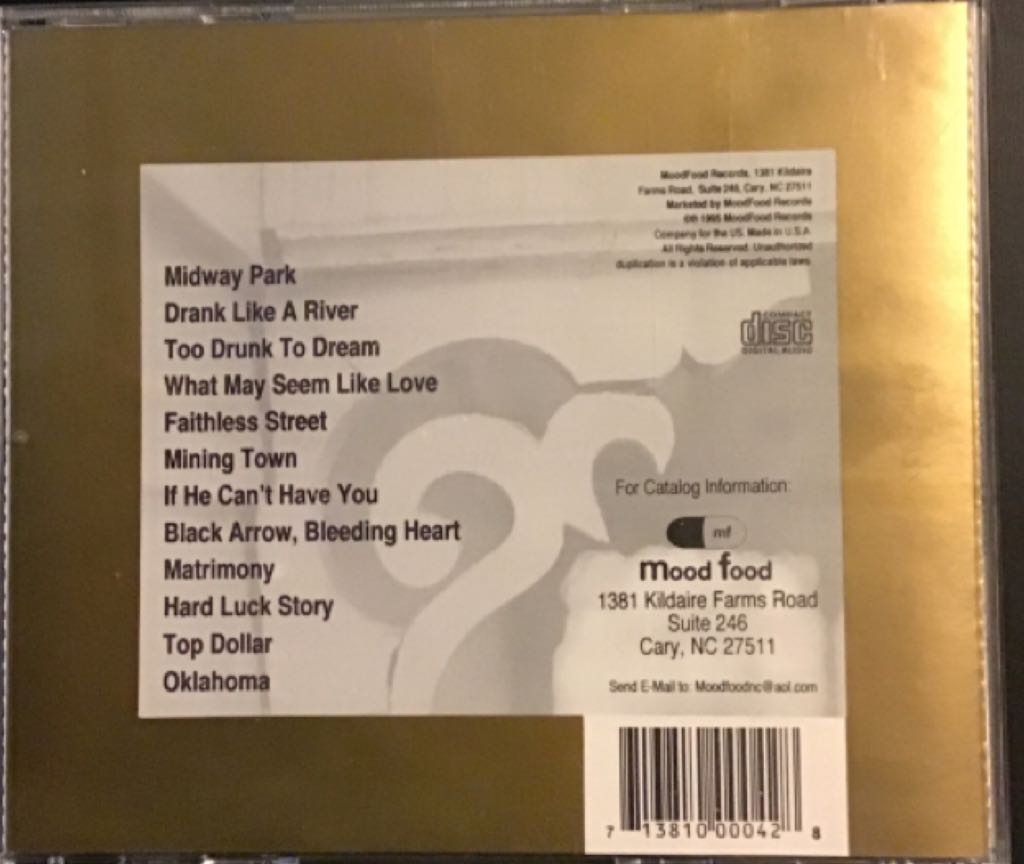 MoodFood Records, 1381 Kildaire
Farms Road, Suite 246, Cary, NC 27511
Marketed by MoodFood Records
©℗ 1995 MoodFood Records
Company for the US. Made in U.S.A
All Rights Reserved. Unauthorized
duplication is a violation of applicable laws
COMPACT
disc
DIGITAL AUDIO
Midway Park
Drank Like A River
Too Drunk To Dream
What May Seem Like Love
Faithless Street
Mining Town
If He Can't Have You
Black Arrow, Bleeding Heart
Matrimony
Hard Luck Story
Top Dollar
Oklahoma
For Catalog Information:
mf
mood food
1381 Kildaire Farms Road
Suite 246
Cary, NC 27511
Send E-Mail to: Moodfoodnc@aol.com
7 13810 00042 8